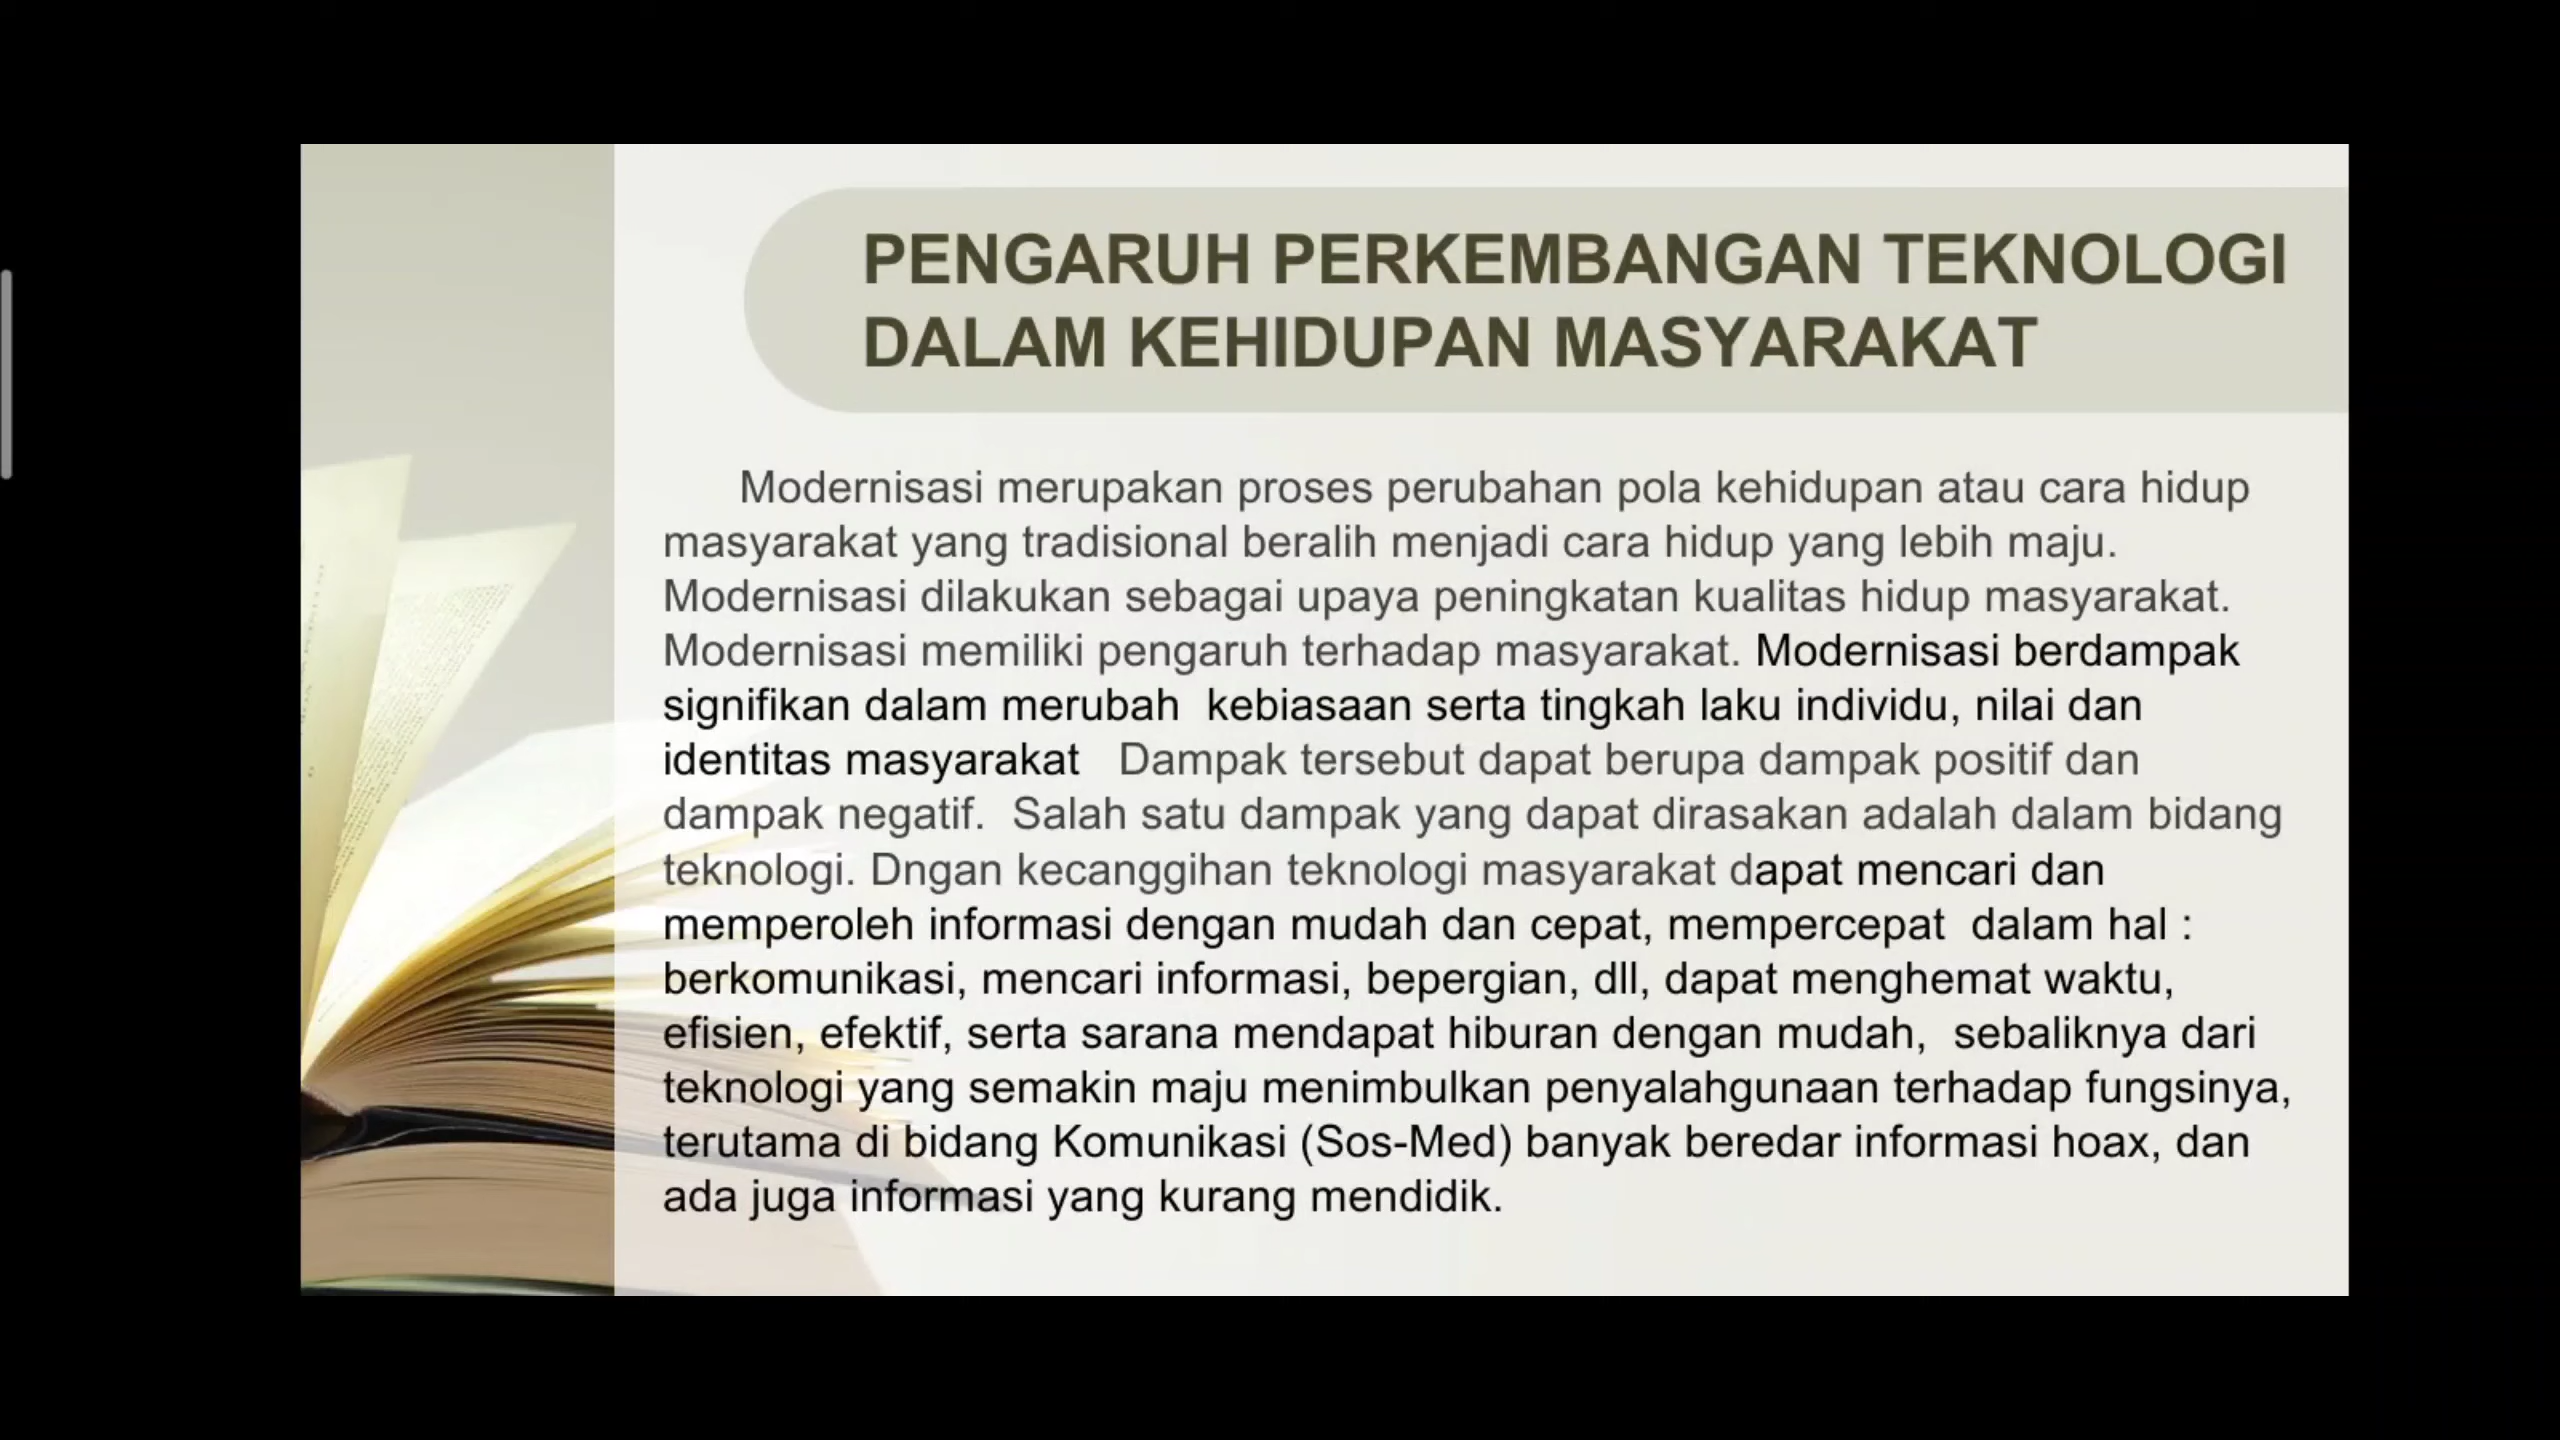 PENGARUH PERKEMBANGAN TEKNOLOGI
DALAM KEHIDUPAN MASYARAKAT
Modernisasi merupakan proses perubahan pola kehidupan atau cara hidup
masyarakat yang tradisional beralih menjadi cara hidup yang lebih maju.
Modernisasi dilakukan sebagai upaya peningkatan kualitas hidup masyarakat.
Modernisasi memiliki pengaruh terhadap masyarakat. Modernisasi berdampak
signifikan dalam merubah  kebiasaan serta tingkah laku individu, nilai dan
identitas masyarakat   Dampak tersebut dapat berupa dampak positif dan
dampak negatif.  Salah satu dampak yang dapat dirasakan adalah dalam bidang
teknologi. Dngan kecanggihan teknologi masyarakat dapat mencari dan
memperoleh informasi dengan mudah dan cepat, mempercepat  dalam hal :
berkomunikasi, mencari informasi, bepergian, dll, dapat menghemat waktu,
efisien, efektif, serta sarana mendapat hiburan dengan mudah,  sebaliknya dari
teknologi yang semakin maju menimbulkan penyalahgunaan terhadap fungsinya,
terutama di bidang Komunikasi (Sos-Med) banyak beredar informasi hoax, dan
ada juga informasi yang kurang mendidik.